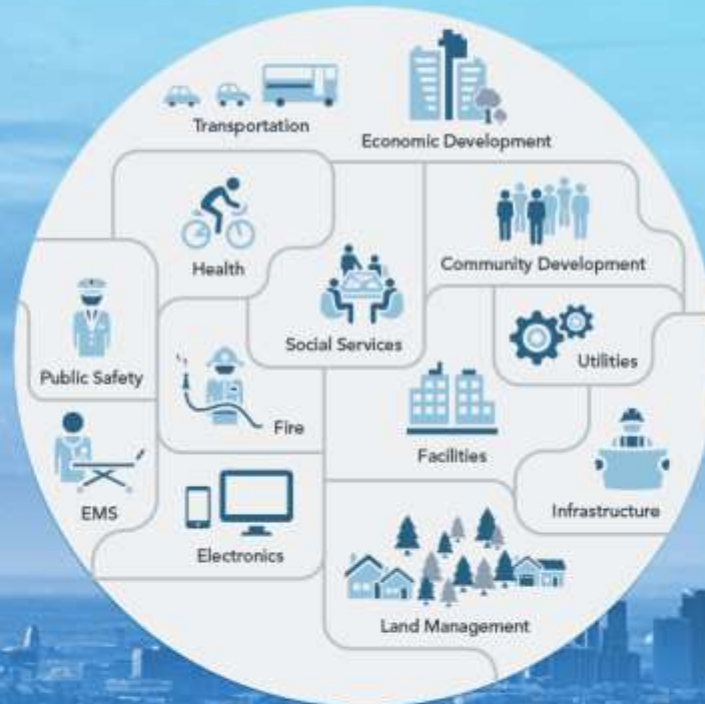 Transportation
Economic Development
Health
Community Development
Social Services
Utilities
Public Safety
Fire
Facilities
EMS
Infrastructure
Electronics
Land Management